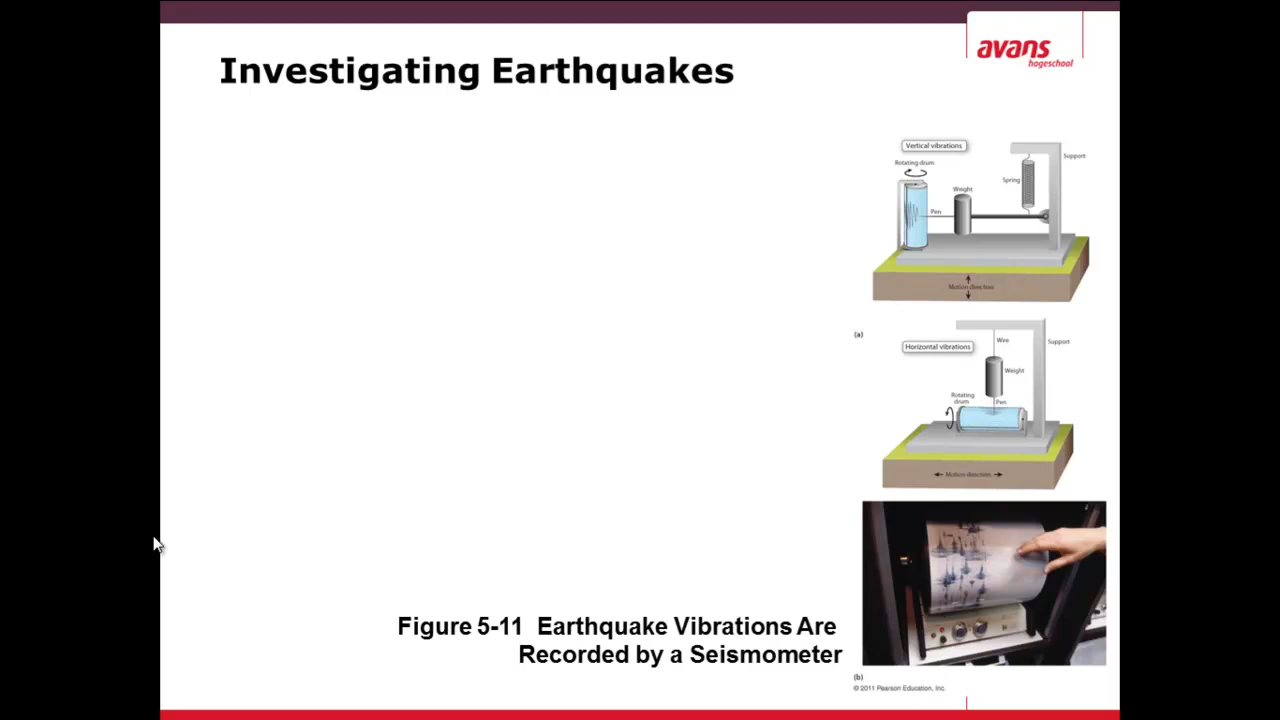 avans
hogeschool
Investigating Earthquakes
Vertical vibrations
Support
Rotating drum
Spring
Weight
Pen
Motion direction
(a)
Wire
Horizontal vibrations
Support
Weight
Rotating
drum
Pen
Motion direction
Figure 5-11 Earthquake Vibrations Are
Recorded by a Seismometer
(b)
© 2011 Pearson Education, Inc.